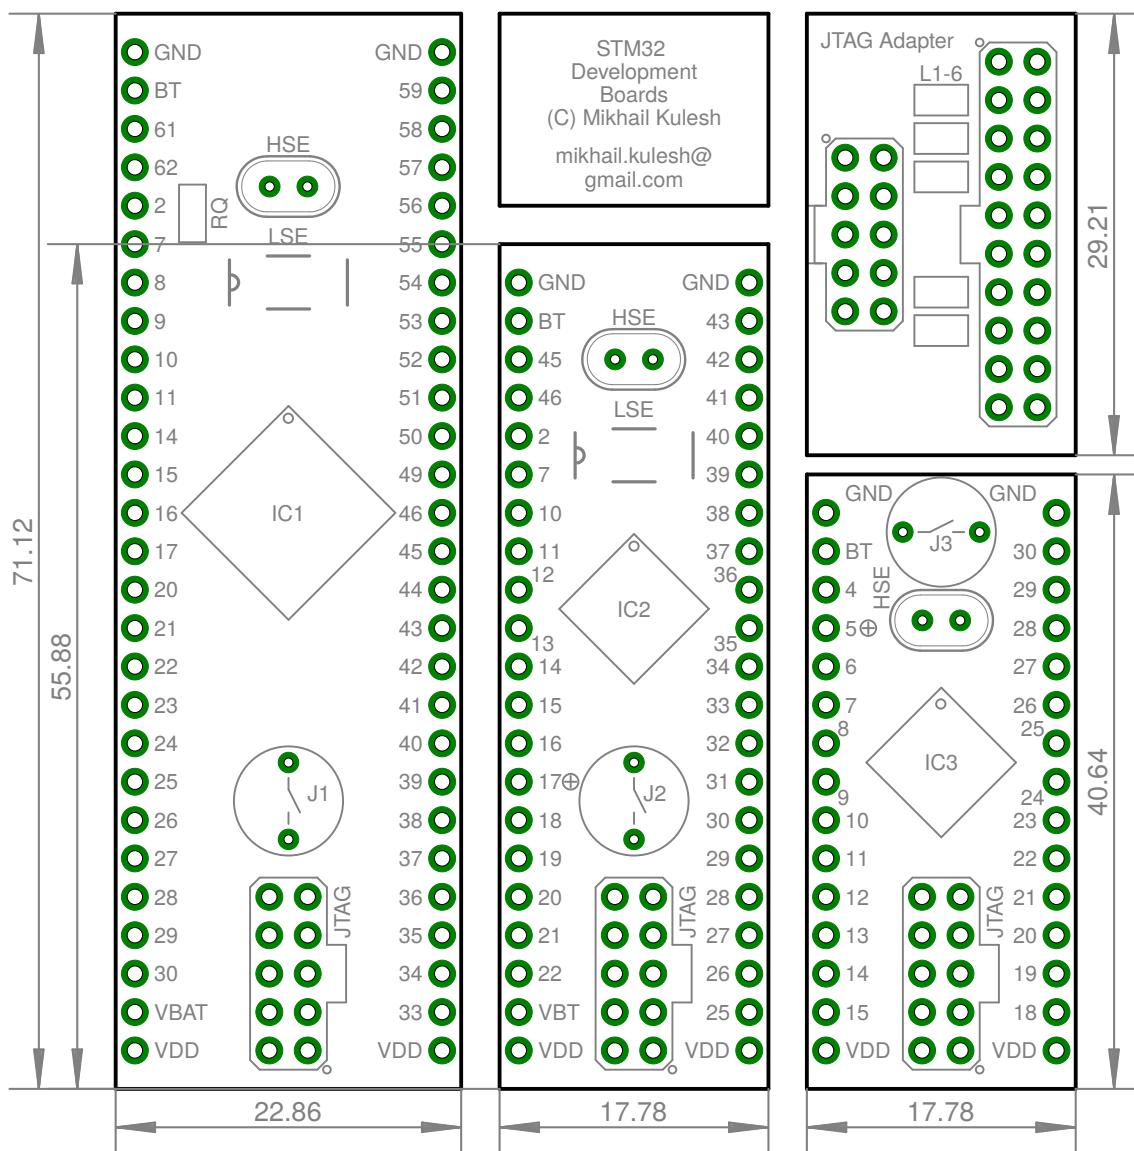 GND
BT
61
62
2
7
8
9
10
11
14
15
16
17
20
21
22
23
24
25
26
27
28
29
30
VBAT
VDD
HSE
RQ
LSE
IC1
J1
JTAG
GND
59
58
57
56
55
54
53
52
51
50
49
46
45
44
43
42
41
40
39
38
37
36
35
34
33
VDD
71.12
55.88
22.86
STM32
Development
Boards
(C) Mikhail Kulesh
mikhail.kulesh@
gmail.com
GND
BT
45
46
2
7
10
11
12
13
14
15
16
17
18
19
20
21
22
VBT
VDD
HSE
LSE
IC2
J2
JTAG
GND
43
42
41
40
39
38
37
36
35
34
33
32
31
30
29
28
27
26
25
VDD
17.78
JTAG Adapter
L1-6
29.21
GND
BT
4
5
6
7
8
9
10
11
12
13
14
15
VDD
J3
HSE
IC3
JTAG
GND
30
29
28
27
26
25
24
23
22
21
20
19
18
VDD
40.64
17.78